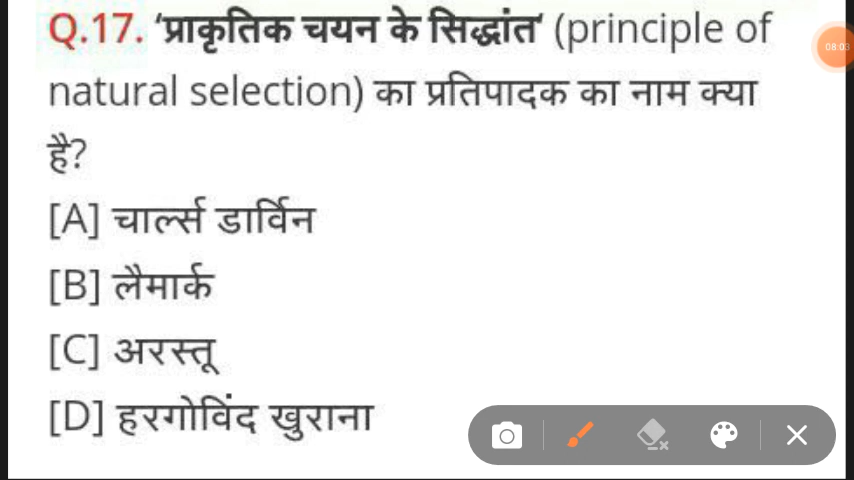 Q.17. ‘प्राकृतिक चयन के सिद्धांत‘ (principle of
natural selection) का प्रतिपादक का नाम क्या
है?
[A] चार्ल्स डार्विन
[B] लैमार्क
[C] अरस्तू
[D] हरगोविंद खुराना
08:03